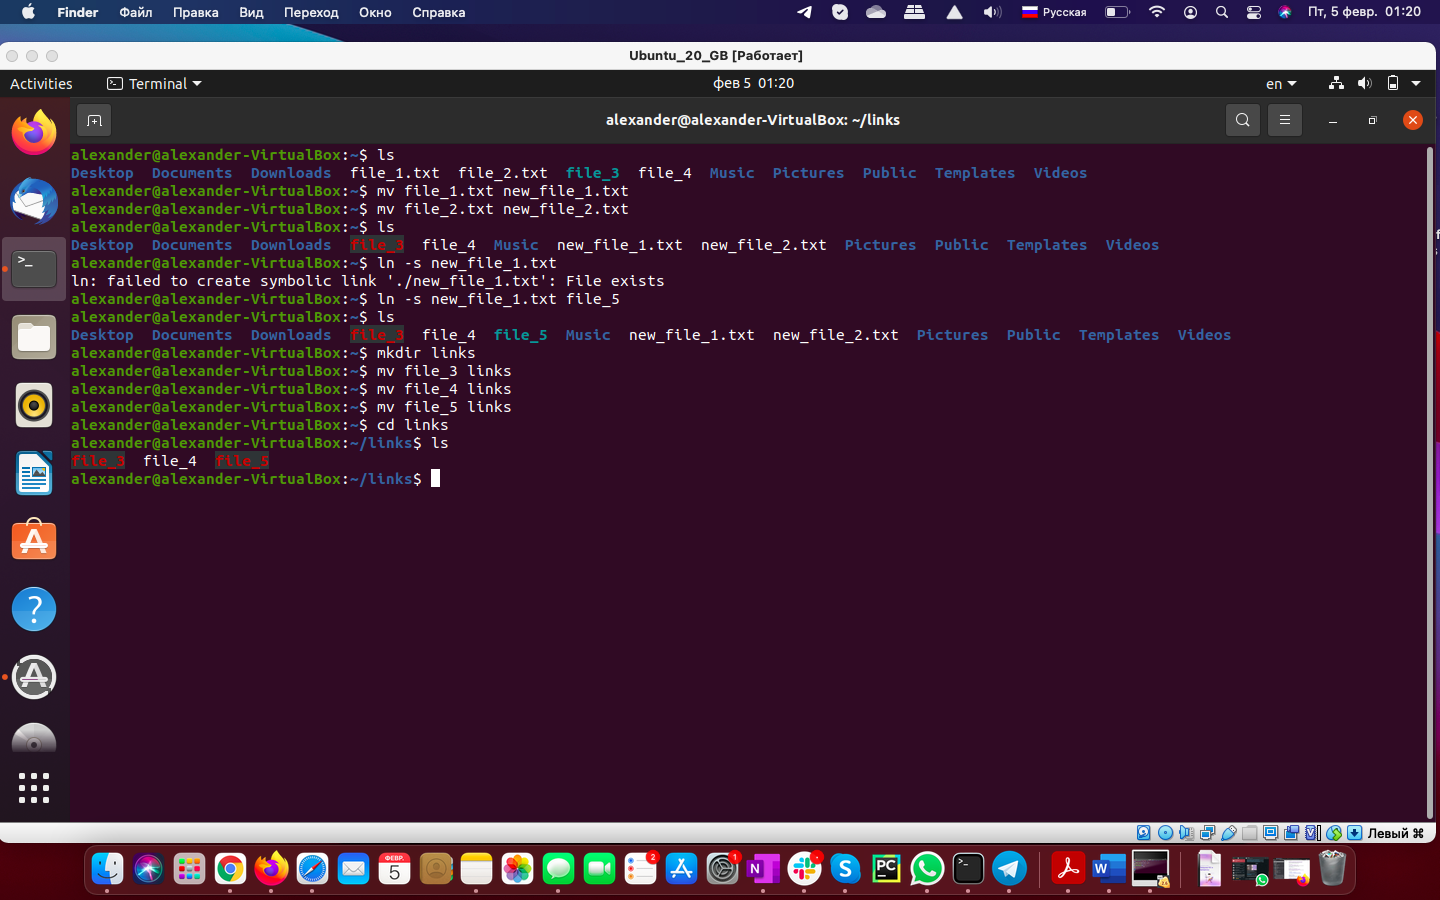 Finder Файл Правка Вид Переход Окно Справка Русская Пт, 5 февр. 01:20
Ubuntu_20_GB [Работает]
Activities Terminal фев 5 01:20 en
alexander@alexander-VirtualBox: ~/links
alexander@alexander-VirtualBox:~$ ls
Desktop Documents Downloads file_1.txt file_2.txt file_3 file_4 Music Pictures Public Templates Videos
alexander@alexander-VirtualBox:~$ mv file_1.txt new_file_1.txt
alexander@alexander-VirtualBox:~$ mv file_2.txt new_file_2.txt
alexander@alexander-VirtualBox:~$ ls
Desktop Documents Downloads file_3 file_4 Music new_file_1.txt new_file_2.txt Pictures Public Templates Videos
alexander@alexander-VirtualBox:~$ ln -s new_file_1.txt
ln: failed to create symbolic link './new_file_1.txt': File exists
alexander@alexander-VirtualBox:~$ ln -s new_file_1.txt file_5
alexander@alexander-VirtualBox:~$ ls
Desktop Documents Downloads file_3 file_4 file_5 Music new_file_1.txt new_file_2.txt Pictures Public Templates Videos
alexander@alexander-VirtualBox:~$ mkdir links
alexander@alexander-VirtualBox:~$ mv file_3 links
alexander@alexander-VirtualBox:~$ mv file_4 links
alexander@alexander-VirtualBox:~$ mv file_5 links
alexander@alexander-VirtualBox:~$ cd links
alexander@alexander-VirtualBox:~/links$ ls
file_3 file_4 file_5
alexander@alexander-VirtualBox:~/links$
Левый ⌘
ФЕВР.
5
2
1
N
S
PC
W